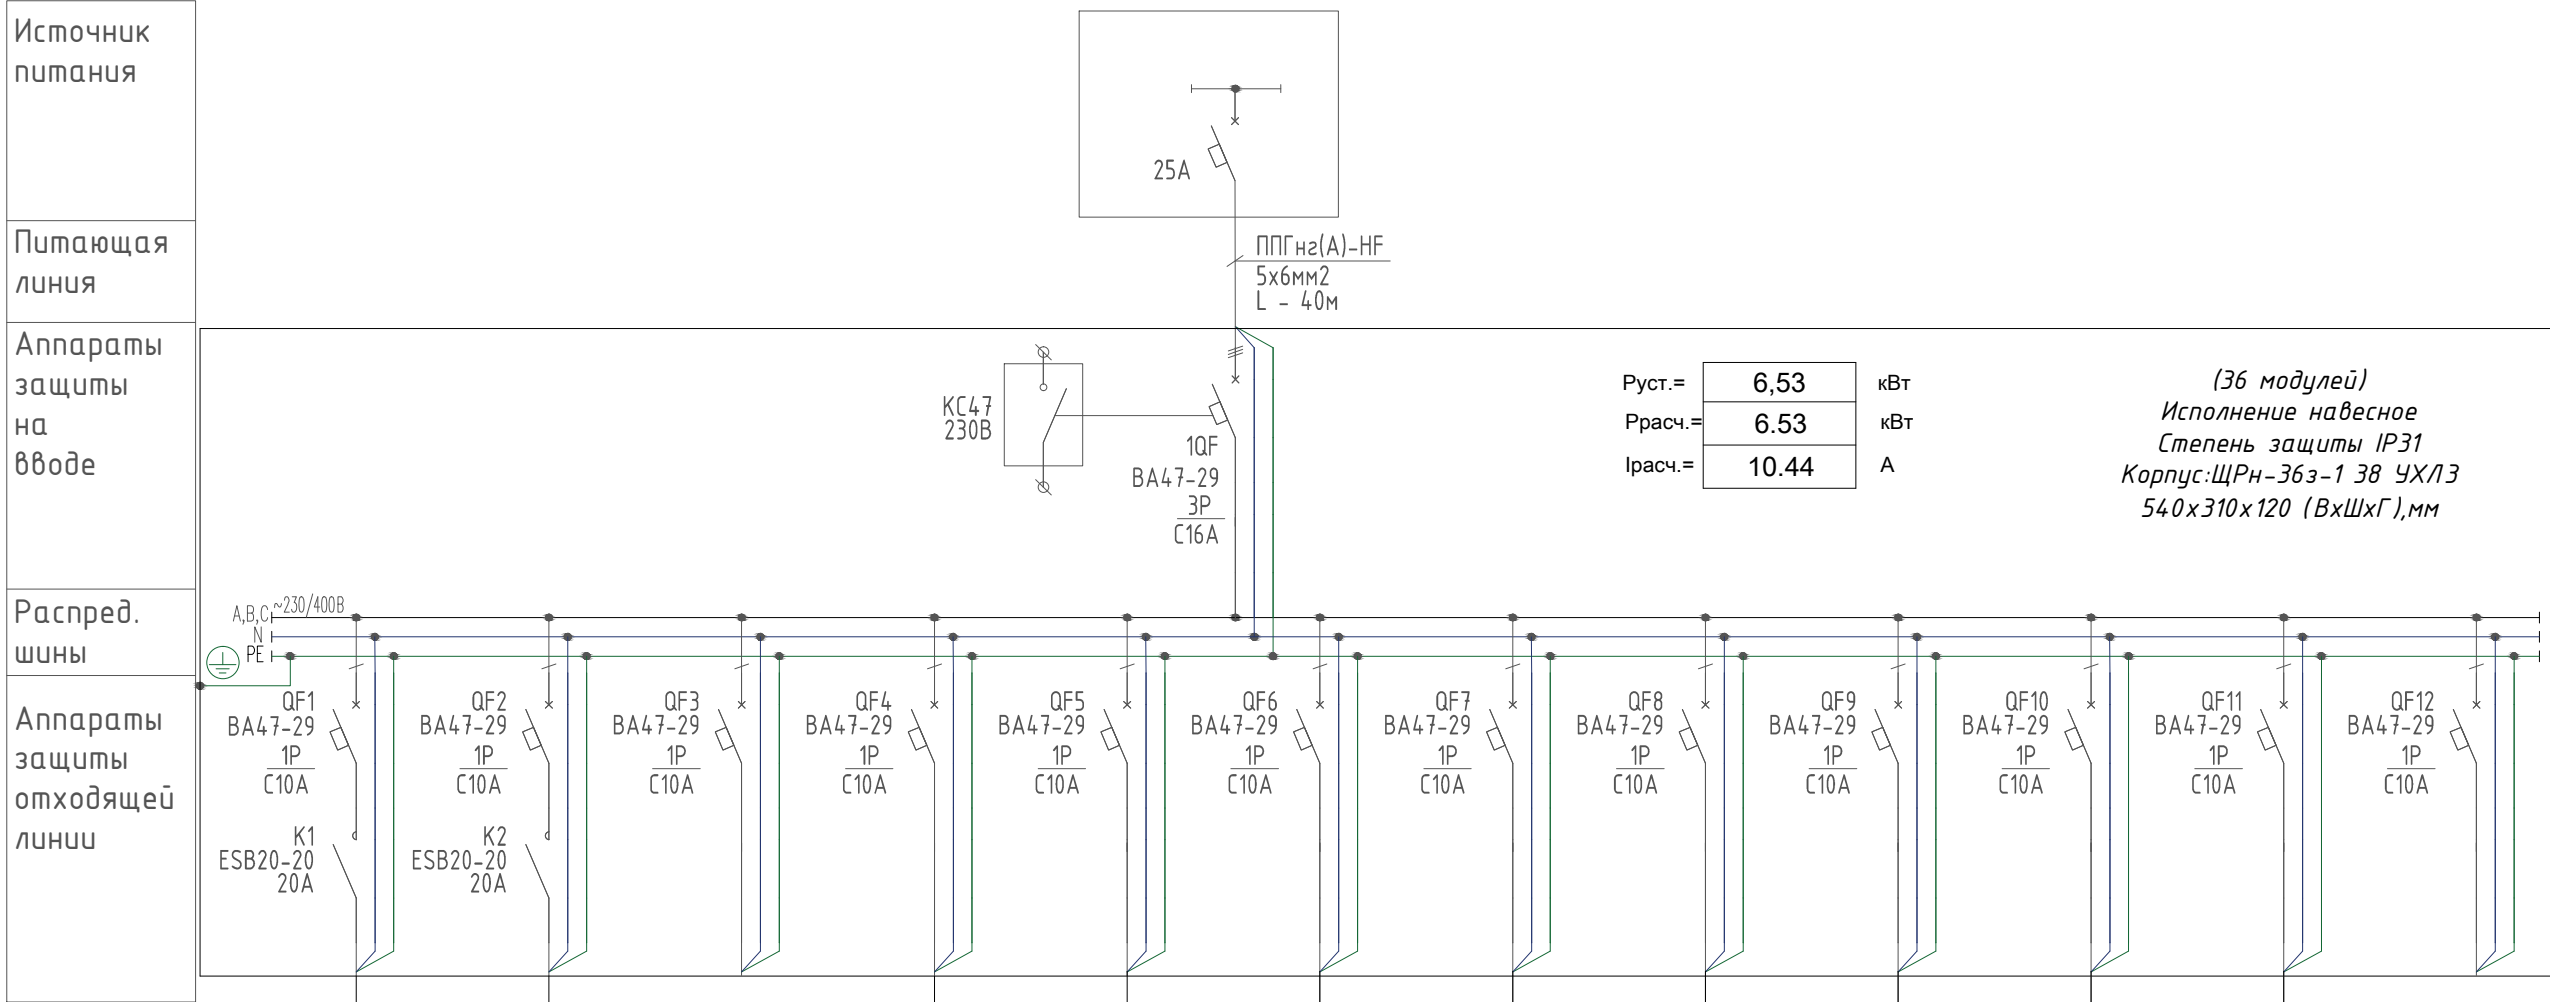 Источник
питания
25А
Питающая
линия
ППГнг(А)-HF
5х6мм2
L - 40м
Аппараты
защиты
на
вводе
КС47
230В
1QF
ВА47-29
3Р
С16А
Pуст.= 6,53 кВт
Pрасч.= 6.53 кВт
Iрасч.= 10.44 А
(36 модулей)
Исполнение навесное
Степень защиты IP31
Корпус:ЩРн-36з-1 38 УХЛ3
540х310х120 (ВхШхГ),мм
Распред.
шины
A,B,C ~230/400В
N
PE
Аппараты
защиты
отходящей
линии
QF1 QF2 QF3 QF4 QF5 QF6 QF7 QF8 QF9 QF10 QF11 QF12
ВА47-29 ВА47-29 ВА47-29 ВА47-29 ВА47-29 ВА47-29 ВА47-29 ВА47-29 ВА47-29 ВА47-29 ВА47-29 ВА47-29
1Р 1Р 1Р 1Р 1Р 1Р 1Р 1Р 1Р 1Р 1Р 1Р
С10А С10А С10А С10А С10А С10А С10А С10А С10А С10А С10А С10А
К1 К2
ESB20-20 ESB20-20
20А 20А